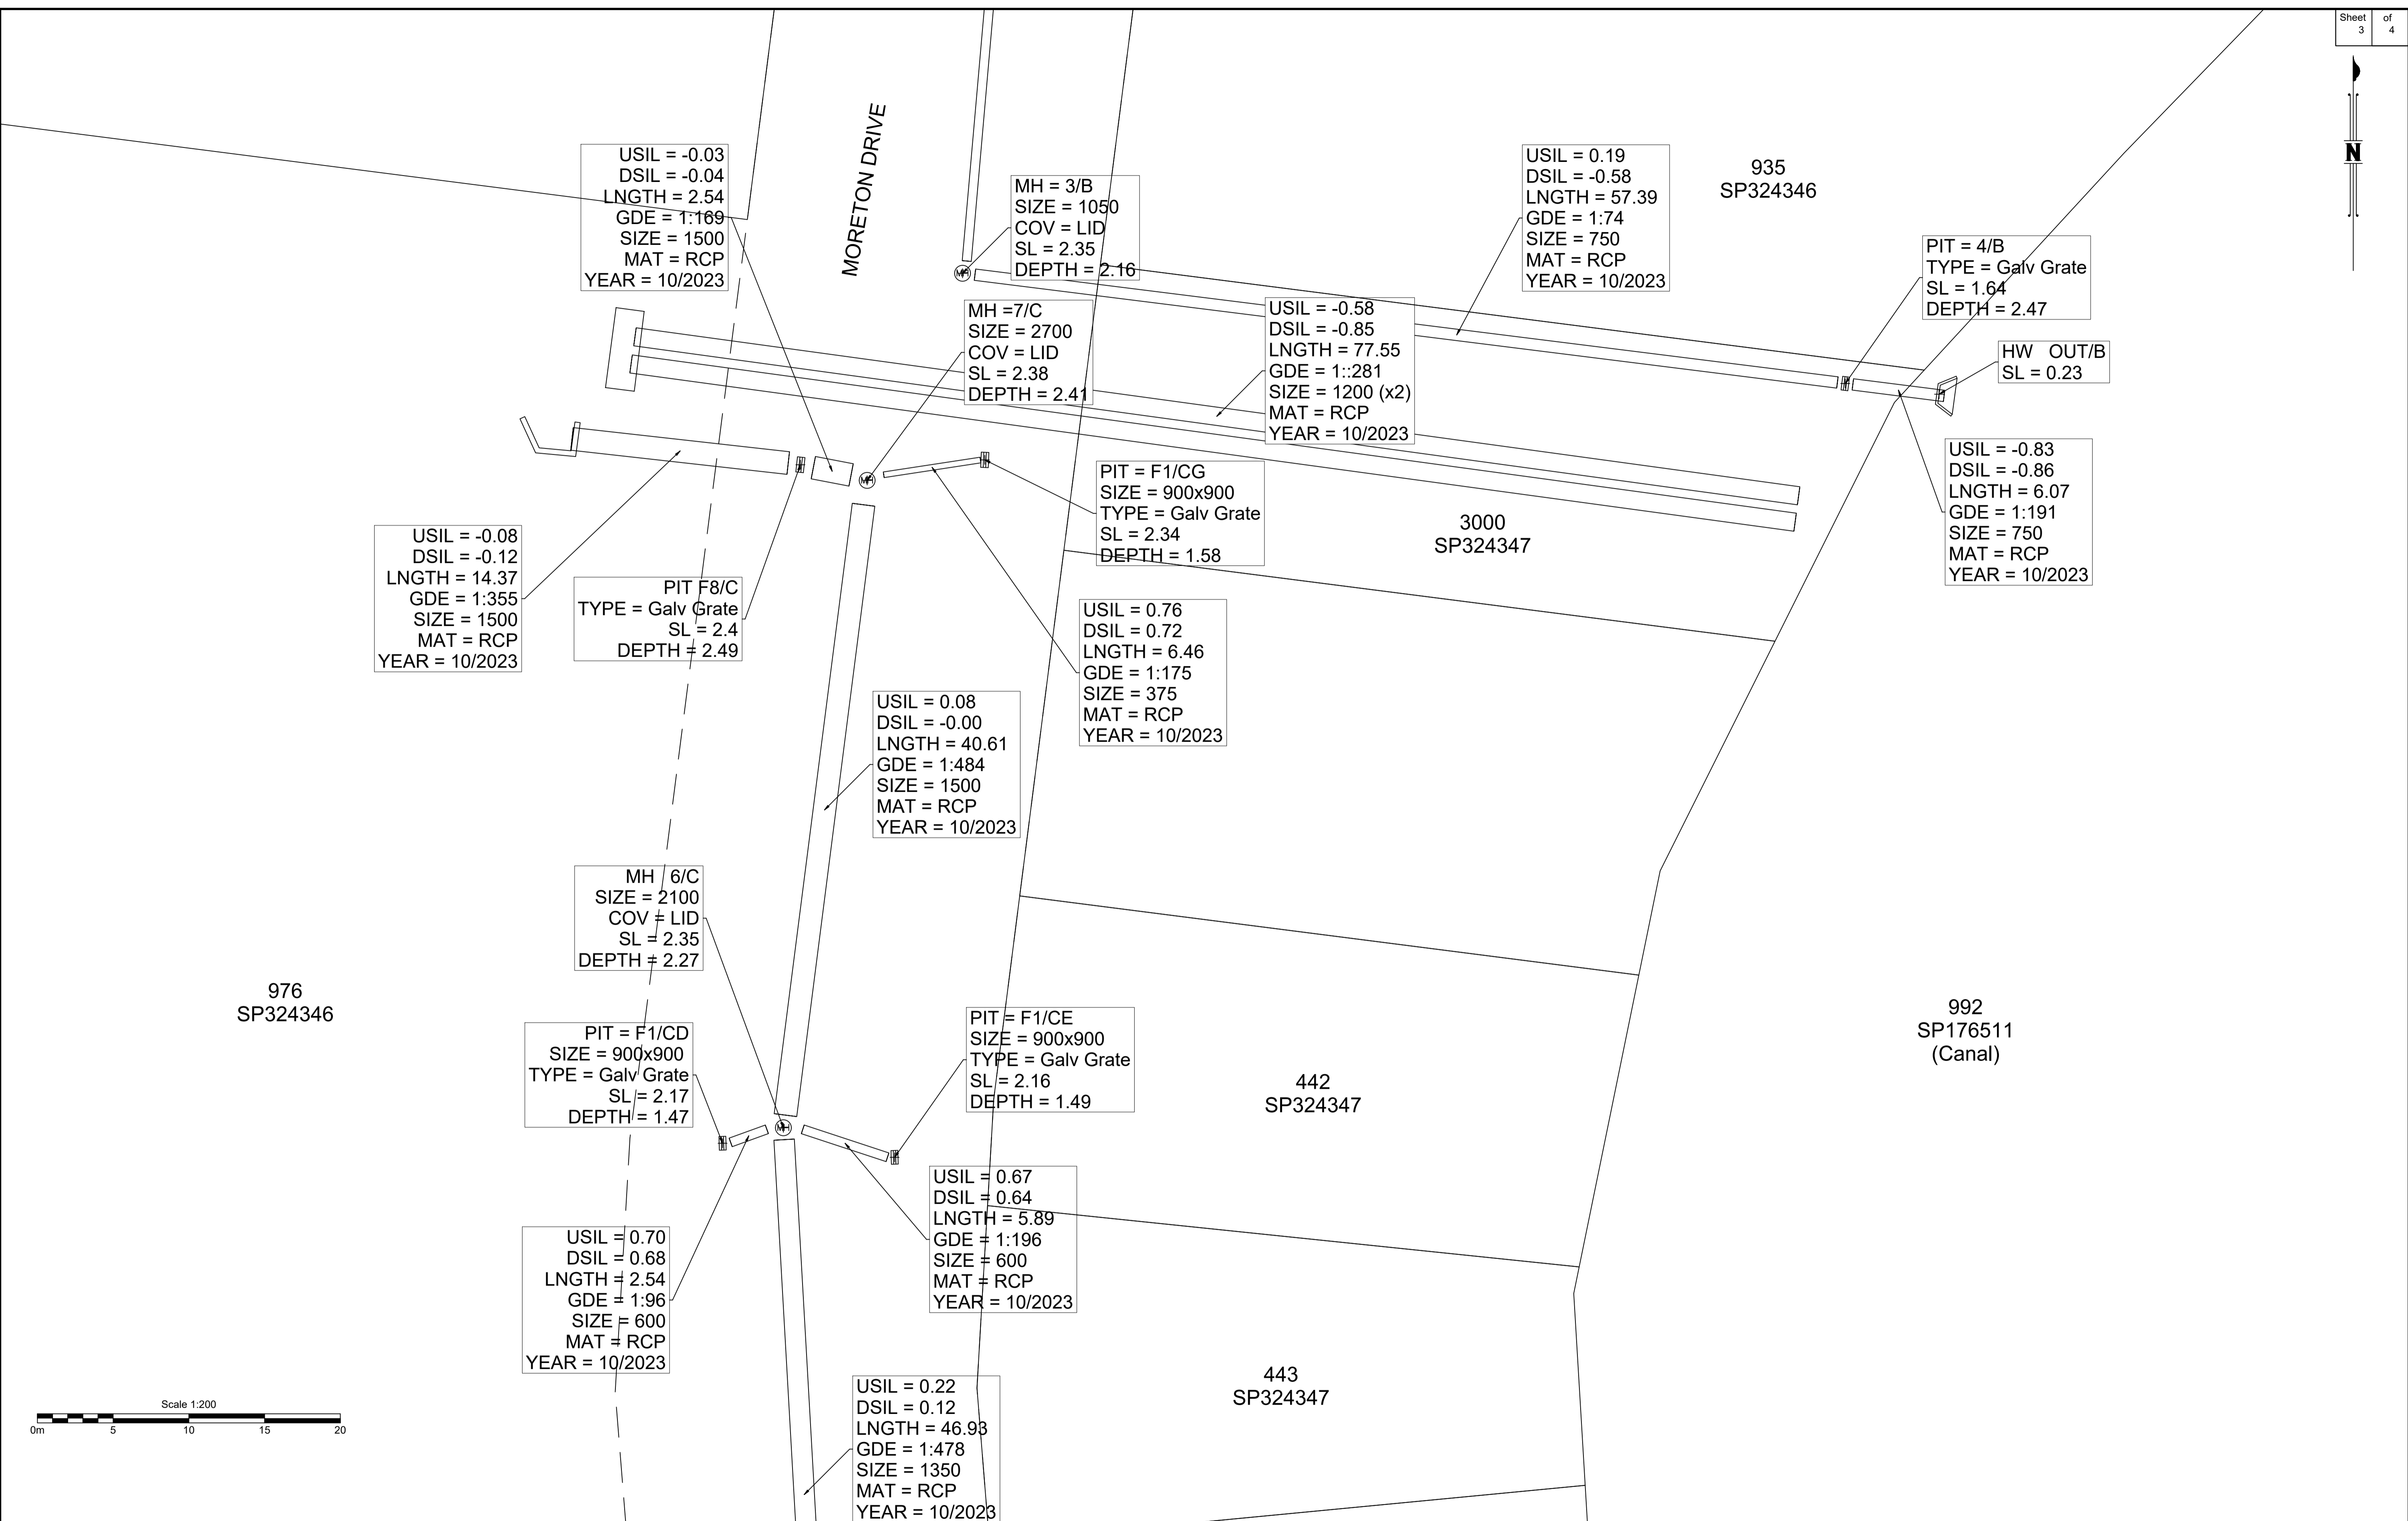 Sheet of
3 4
N
MORETON DRIVE
USIL = -0.03
DSIL = -0.04
LNGTH = 2.54
GDE = 1:169
SIZE = 1500
MAT = RCP
YEAR = 10/2023
MH = 3/B
SIZE = 1050
COV = LID
SL = 2.35
DEPTH = 2.16
USIL = 0.19
DSIL = -0.58
LNGTH = 57.39
GDE = 1:74
SIZE = 750
MAT = RCP
YEAR = 10/2023
935
SP324346
PIT = 4/B
TYPE = Galv Grate
SL = 1.64
DEPTH = 2.47
HW OUT/B
SL = 0.23
MH
MH =7/C
SIZE = 2700
COV = LID
SL = 2.38
DEPTH = 2.41
USIL = -0.58
DSIL = -0.85
LNGTH = 77.55
GDE = 1::281
SIZE = 1200 (x2)
MAT = RCP
YEAR = 10/2023
USIL = -0.83
DSIL = -0.86
LNGTH = 6.07
GDE = 1:191
SIZE = 750
MAT = RCP
YEAR = 10/2023
MH
PIT = F1/CG
SIZE = 900x900
TYPE = Galv Grate
SL = 2.34
DEPTH = 1.58
3000
SP324347
USIL = -0.08
DSIL = -0.12
LNGTH = 14.37
GDE = 1:355
SIZE = 1500
MAT = RCP
YEAR = 10/2023
PIT F8/C
TYPE = Galv Grate
SL = 2.4
DEPTH = 2.49
USIL = 0.76
DSIL = 0.72
LNGTH = 6.46
GDE = 1:175
SIZE = 375
MAT = RCP
YEAR = 10/2023
USIL = 0.08
DSIL = -0.00
LNGTH = 40.61
GDE = 1:484
SIZE = 1500
MAT = RCP
YEAR = 10/2023
MH 6/C
SIZE = 2100
COV = LID
SL = 2.35
DEPTH = 2.27
976
SP324346
PIT = F1/CD
SIZE = 900x900
TYPE = Galv Grate
SL = 2.17
DEPTH = 1.47
PIT = F1/CE
SIZE = 900x900
TYPE = Galv Grate
SL = 2.16
DEPTH = 1.49
442
SP324347
992
SP176511
(Canal)
MH
USIL = 0.67
DSIL = 0.64
LNGTH = 5.89
GDE = 1:196
SIZE = 600
MAT = RCP
YEAR = 10/2023
USIL = 0.70
DSIL = 0.68
LNGTH = 2.54
GDE = 1:96
SIZE = 600
MAT = RCP
YEAR = 10/2023
443
SP324347
USIL = 0.22
DSIL = 0.12
LNGTH = 46.93
GDE = 1:478
SIZE = 1350
MAT = RCP
YEAR = 10/2023
Scale 1:200
0m 5 10 15 20